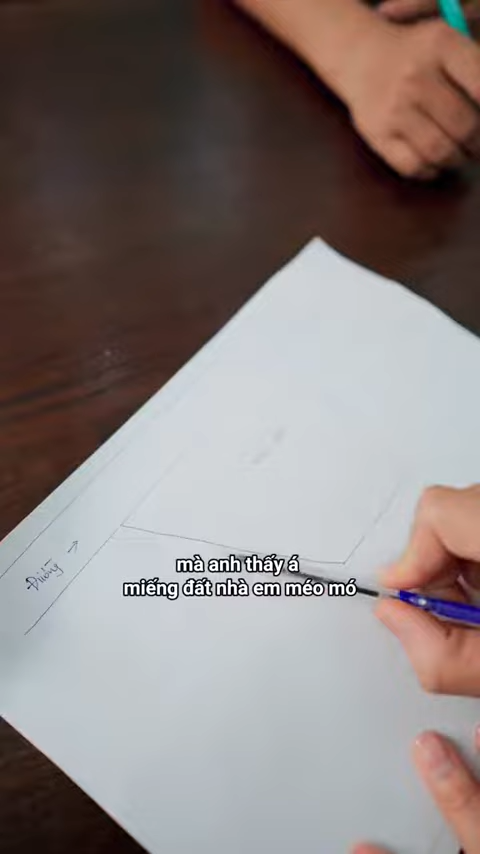 Đường
mà anh thấy á
miếng đất nhà em méo mó